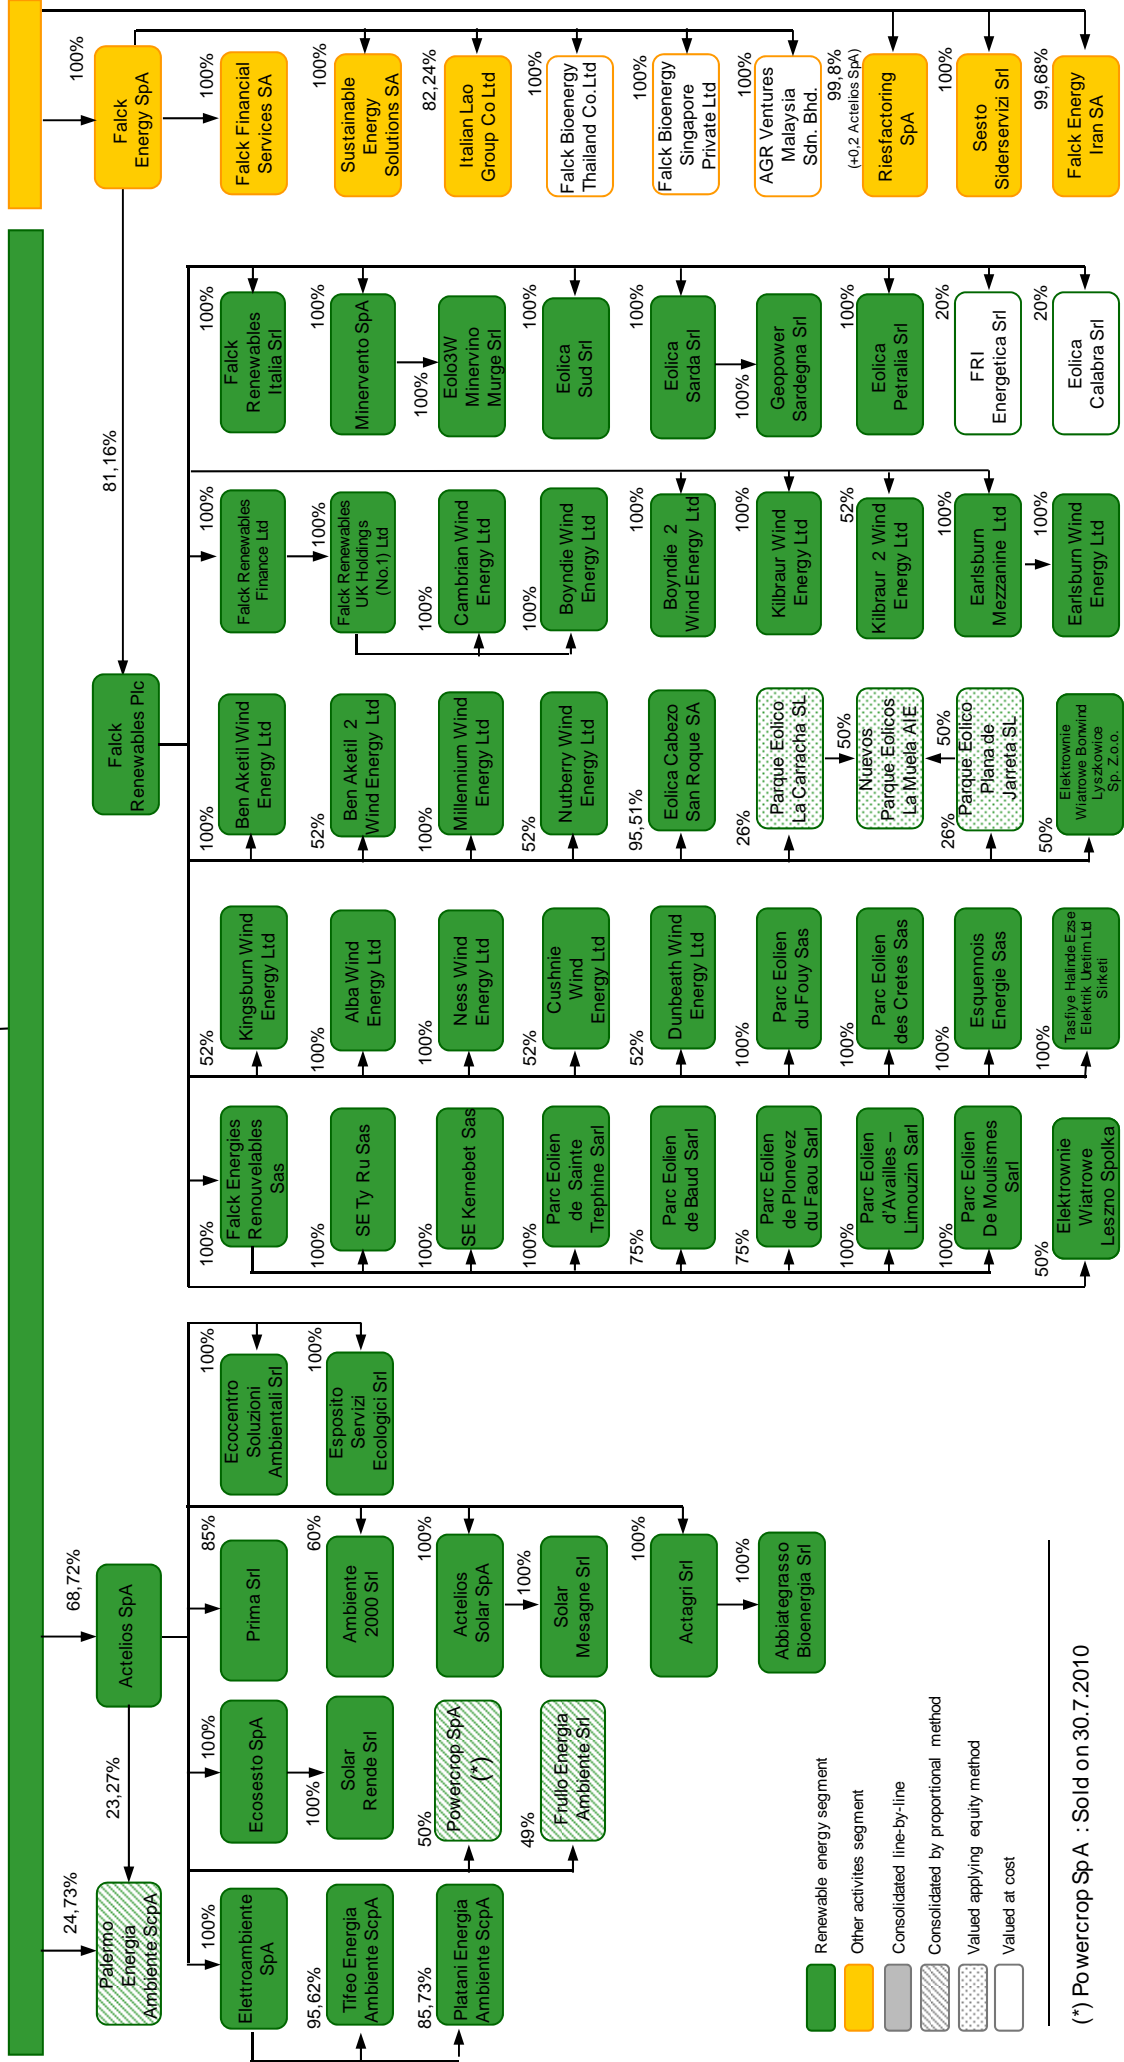 24,73%
Palermo
Energia
Ambiente ScpA
23,27%
68,72%
Actelios SpA
100%
Elettroambiente
SpA
95,62%
Tifeo Energia
Ambiente ScpA
85,73%
Platani Energia
Ambiente ScpA
100%
Ecosesto SpA
100%
Solar
Rende Srl
50%
Powercrop SpA
(*)
49%
Frullo Energia
Ambiente Srl
85%
Prima Srl
60%
Ambiente
2000 Srl
100%
Actelios
Solar SpA
100%
Solar
Mesagne Srl
100%
Actagri Srl
100%
Abbiategrasso
Bioenergia Srl
100%
Ecocentro
Soluzioni
Ambientali Srl
100%
Esposito
Servizi
Ecologici Srl
81,16%
Falck
Renewables Plc
100%
Falck Energies
Renouvelables
Sas
100%
SE Ty Ru Sas
100%
SE Kernebet Sas
100%
Parc Eolien
de Sainte
Trephine Sarl
75%
Parc Eolien
de Baud Sarl
75%
Parc Eolien
de Plonevez
du Faou Sarl
100%
Parc Eolien
d'Availles –
Limouzin Sarl
100%
Parc Eolien
De Moulismes
Sarl
50%
Elektrownie
Wiatrowe
Leszno Spolka
52%
Kingsburn Wind
Energy Ltd
100%
Alba Wind
Energy Ltd
100%
Ness Wind
Energy Ltd
52%
Cushnie
Wind
Energy Ltd
52%
Dunbeath Wind
Energy Ltd
100%
Parc Eolien
du Fouy Sas
100%
Parc Eolien
des Cretes Sas
100%
Esquennois
Energie Sas
100%
Tasfiye Halinde Ezse
Elektrik Uretim Ltd
Sirketi
100%
Ben Aketil Wind
Energy Ltd
52%
Ben Aketil 2
Wind Energy Ltd
100%
Millennium Wind
Energy Ltd
52%
Nutberry Wind
Energy Ltd
95,51%
Eolica Cabezo
San Roque SA
26%
Parque Eolico
La Carracha SL
50%
Nuevos
Parque Eolicos
La Muela AIE
50%
26%
Parque Eolico
Plana de
Jarreta SL
50%
Elektrownie
Wiatrowe Bonwind
Lyszkowice
Sp. Z.o.o.
100%
Falck Renewables
Finance Ltd
100%
Falck Renewables
UK Holdings
(No.1) Ltd
100%
Cambrian Wind
Energy Ltd
100%
Boyndie Wind
Energy Ltd
100%
Boyndie 2
Wind Energy Ltd
100%
Kilbraur Wind
Energy Ltd
52%
Kilbraur 2 Wind
Energy Ltd
100%
Earlsburn
Mezzanine Ltd
100%
Earlsburn Wind
Energy Ltd
100%
Falck
Renewables
Italia Srl
100%
Minervento SpA
100%
Eolo3W
Minervino
Murge Srl
100%
Eolica
Sud Srl
100%
Eolica
Sarda Srl
100%
Geopower
Sardegna Srl
100%
Eolica
Petralia Srl
20%
FRI
Energetica Srl
20%
Eolica
Calabra Srl
100%
Falck
Energy SpA
100%
Falck Financial
Services SA
100%
Sustainable
Energy
Solutions SA
82,24%
Italian Lao
Group Co Ltd
100%
Falck Bioenergy
Thailand Co.Ltd
100%
Falck Bioenergy
Singapore
Private Ltd
100%
AGR Ventures
Malaysia
Sdn. Bhd.
99,8%
(+0,2 Actelios SpA)
Riesfactoring
SpA
100%
Sesto
Siderservizi Srl
99,68%
Falck Energy
Iran SA
Renewable energy segment
Other activites segment
Consolidated line-by-line
Consolidated by proportional method
Valued applying equity method
Valued at cost
(*) Powercrop SpA : Sold on 30.7.2010